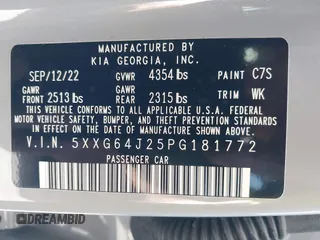 MANUFACTURED BY
KIA GEORGIA, INC.
SEP/12/22 GVWR 4354 lbs PAINT C7S
GAWR GAWR
FRONT 2513 lbs REAR 2315 lbs TRIM WK
THIS VEHICLE CONFORMS TO ALL APPLICABLE U.S.A. FEDERAL
MOTOR VEHICLE SAFETY, BUMPER, AND THEFT PREVENTION
STANDARDS IN EFFECT ON THE DATE OF MANUFACTURE SHOWN ABOVE.
V.I.N. 5XXG64J25PG181772
PASSENGER CAR
DREAMBID